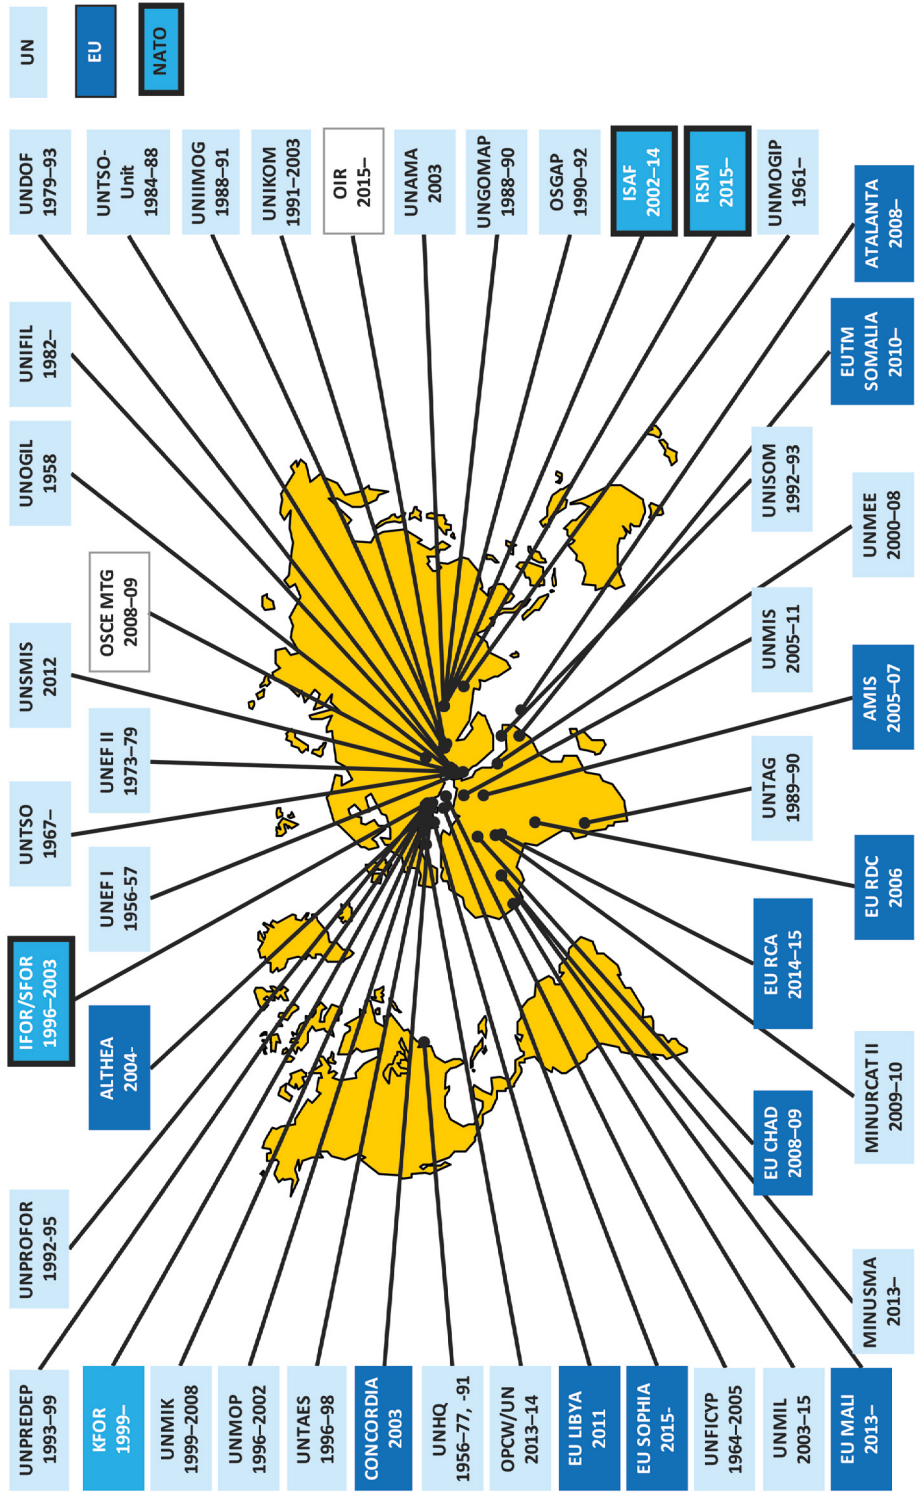 UNPREDEP
1993–99
UNPROFOR
1992-95
IFOR/SFOR
1996–2003
UNTSO
1967–
UNSMIS
2012
UNOGIL
1958
UNIFIL
1982–
UNDOF
1979–93
UN
KFOR
1999–
ALTHEA
2004-
UNEF I
1956-57
UNEF II
1973–79
OSCE MTG
2008–09
UNTSO-
Unit
1984–88
EU
UNMIK
1999–2008
UNIIMOG
1988–91
NATO
UNMOP
1996–2002
UNIKOM
1991–2003
UNTAES
1996–98
OIR
2015–
CONCORDIA
2003
UNAMA
2003
UNHQ
1956–77, -91
UNGOMAP
1988–90
OPCW/UN
2013–14
OSGAP
1990–92
EU LIBYA
2011
ISAF
2002–14
EU SOPHIA
2015-
RSM
2015–
UNFICYP
1964–2005
UNMOGIP
1961–
UNMIL
2003–15
EU CHAD
2008–09
EU RCA
2014–15
UNTAG
1989–90
UNMIS
2005–11
UNISOM
1992–93
EUTM
SOMALIA
2010–
EU MALI
2013–
MINUSMA
2013–
MINURCAT II
2009–10
EU RDC
2006
AMIS
2005–07
UNMEE
2000–08
ATALANTA
2008–